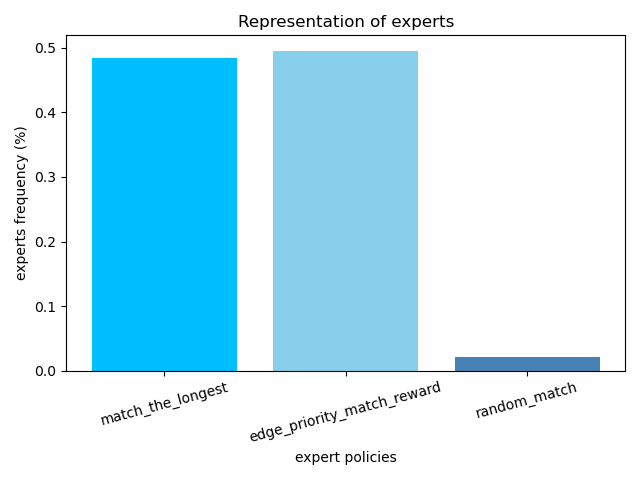 Representation of experts
experts frequency (%)
0.5
0.4
0.3
0.2
0.1
0.0
match_the_longest
edge_priority_match_reward
random_match
expert policies